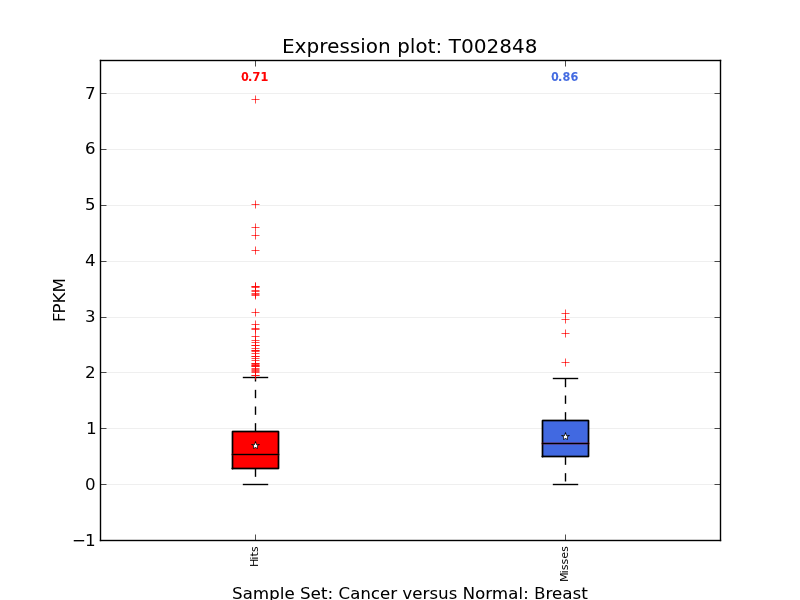 Expression plot: T002848
0.71
0.86
7
6
5
4
3
2
1
0
−1
FPKM
Hits
Misses
Sample Set: Cancer versus Normal: Breast